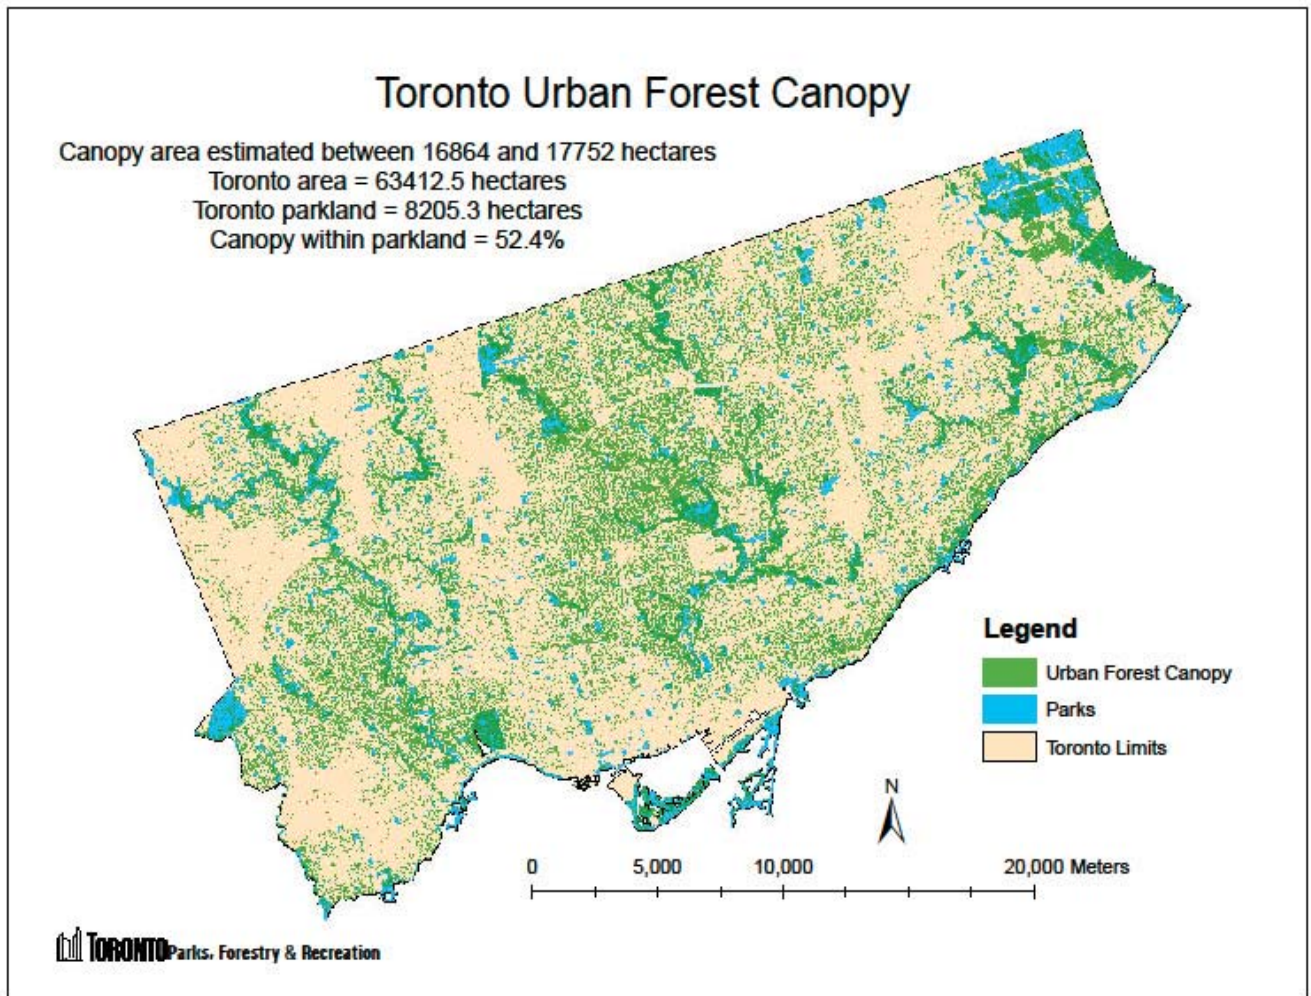 Toronto Urban Forest Canopy
Canopy area estimated between 16864 and 17752 hectares
Toronto area = 63412.5 hectares
Toronto parkland = 8205.3 hectares
Canopy within parkland = 52.4%
Legend
Urban Forest Canopy
Parks
Toronto Limits
N
0 5,000 10,000 20,000 Meters
TORONTO Parks, Forestry & Recreation